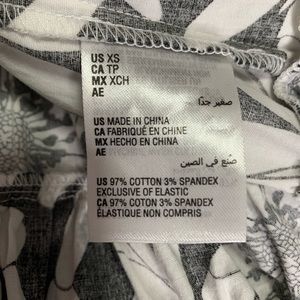 US XS
CA TP
MX XCH
AE
صغير جدًا
US MADE IN CHINA
CA FABRIQUÉ EN CHINE
MX HECHO EN CHINA
AE
صنع في الصين
US 97% COTTON 3% SPANDEX
EXCLUSIVE OF ELASTIC
CA 97% COTON 3% SPANDEX
ÉLASTIQUE NON COMPRIS